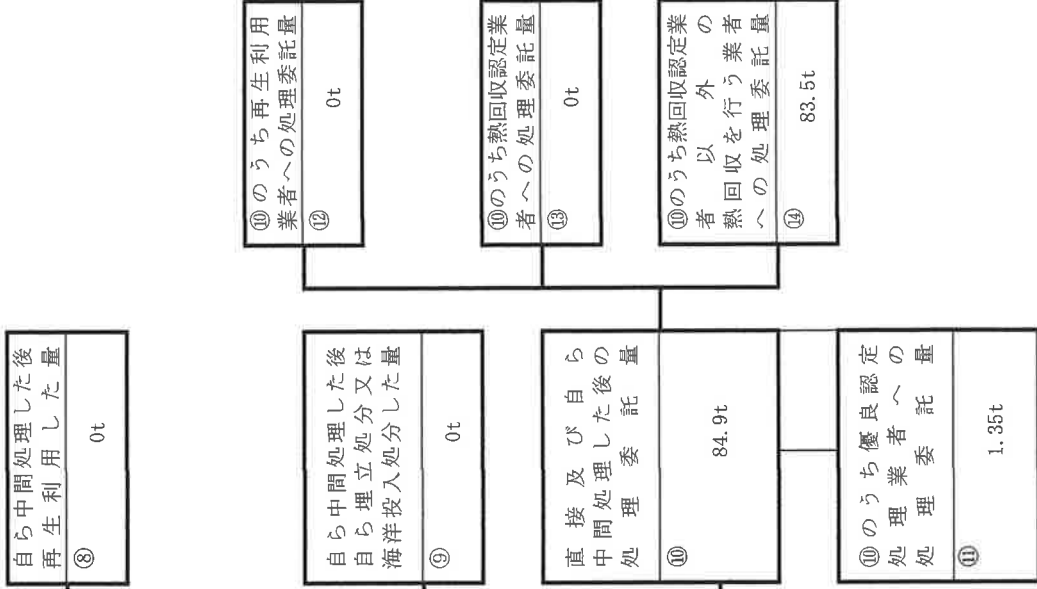 自ら中間処理した後
再生利用した量
⑧
0t
自ら中間処理した後
自ら埋立処分又は
海洋投入処分した量
⑨
0t
直接及び自ら
中間処理した後の
処理委託量
⑩
84.9t
⑩のうち優良認定
処理業者への
処理委託量
⑪
1.35t
⑩のうち再生利用
業者への処理委託量
⑫
0t
⑩のうち熱回収認定業
者への処理委託量
⑬
0t
⑩のうち熱回収認定業
者以外の
熱回収を行う業者
への処理委託量
⑭
83.5t